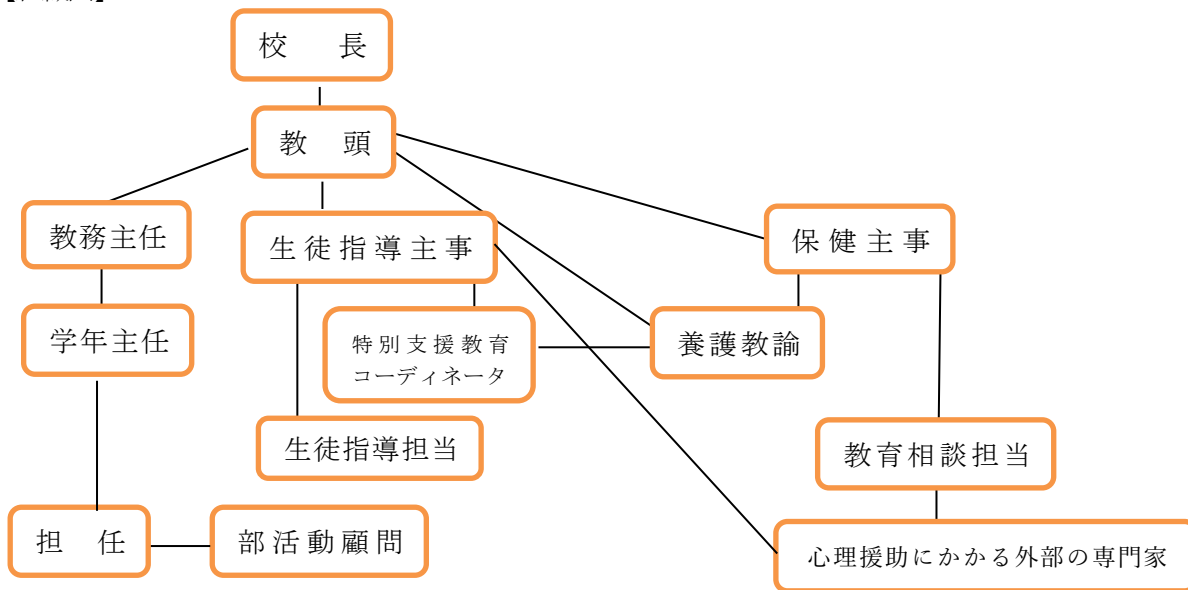 校 長
教 頭
教務主任
生徒指導主事
保健主事
学年主任
特別支援教育
コーディネータ
養護教諭
生徒指導担当
教育相談担当
担 任
部活動顧問
心理援助にかかる外部の専門家